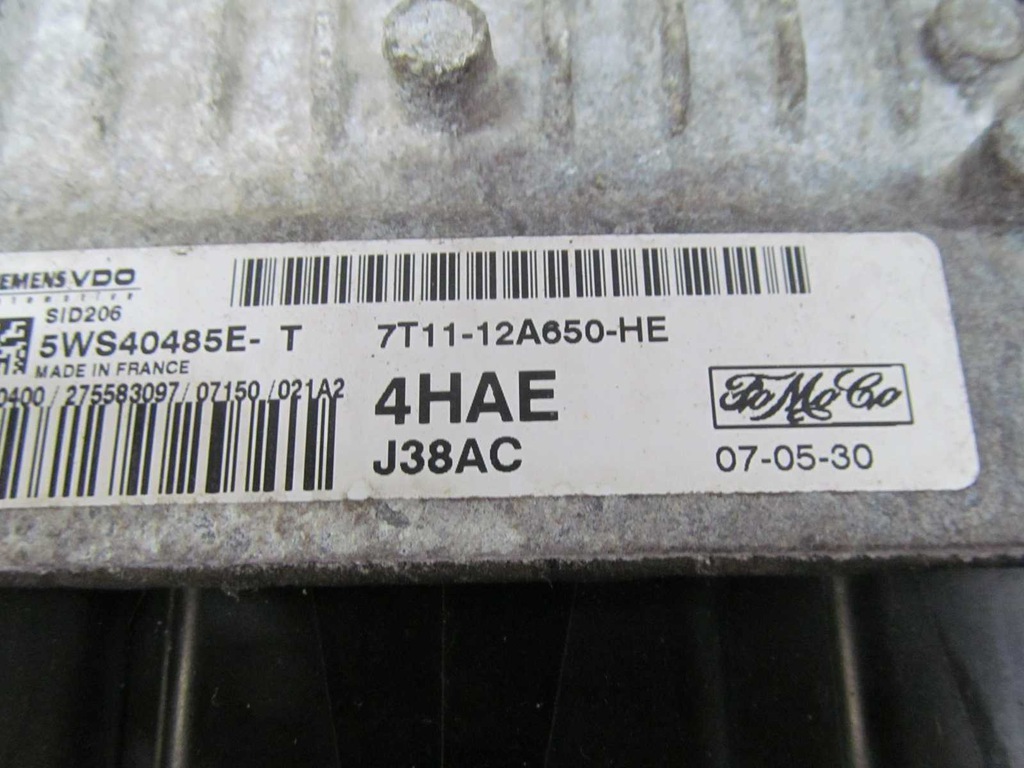 EMENS VDO
automotive
SID206
5WS40485E- T
MADE IN FRANCE
0400/275583097/07150/021A2
7T11-12A650-HE
4HAE
J38AC
FoMoCo
07-05-30